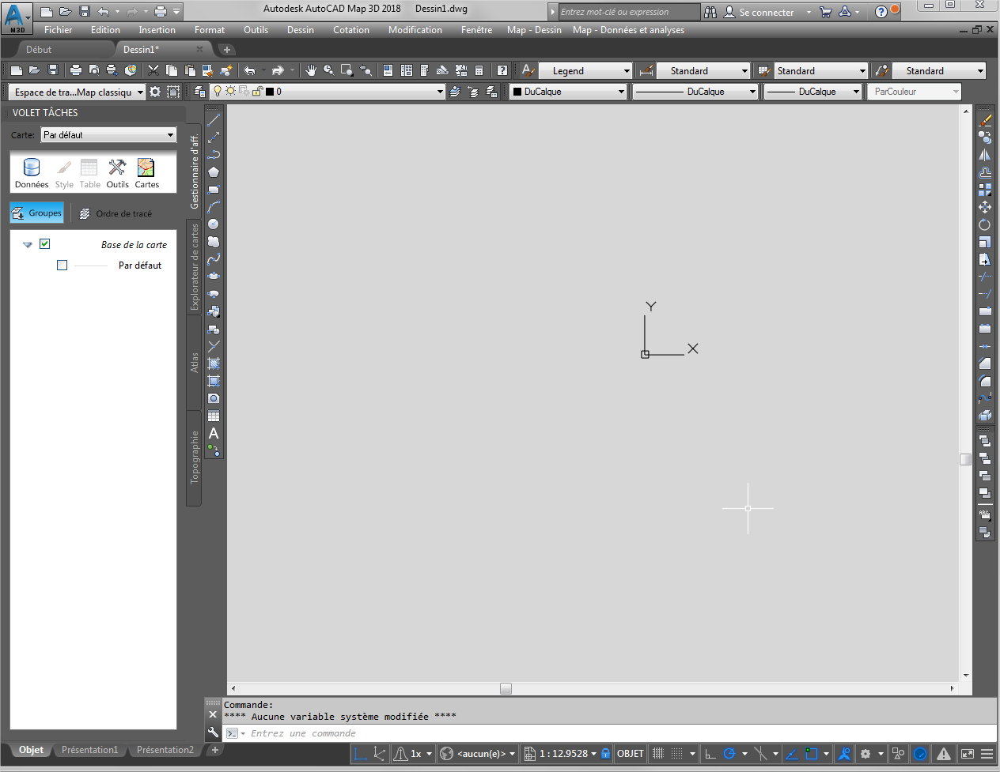 Autodesk AutoCAD Map 3D 2018 Dessin1.dwg
Entrez mot-clé ou expression
Se connecter
M3D
Fichier Edition Insertion Format Outils Dessin Cotation Modification Fenêtre Map - Dessin Map - Données et analyses
Début Dessin1*
Legend Standard Standard Standard
Espace de tra...Map classique 0 DuCalque DuCalque DuCalque ParCouleur
VOLET TÂCHES
Carte: Par défaut
Données Style Table Outils Cartes
Groupes Ordre de tracé
Base de la carte
Par défaut
Gestionnaire d'aff.
Explorateur de cartes
Atlas
Topographie
A
Y
X
ABC
Commande:
**** Aucune variable système modifiée ****
Entrez une commande
Objet Présentation1 Présentation2 +
1x <aucun(e)> 1 : 12.9528 OBJET